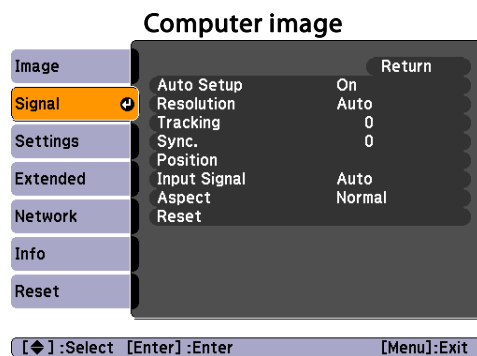 Computer image
Image
Signal
Settings
Extended
Network
Info
Reset
Return
Auto Setup On
Resolution Auto
Tracking 0
Sync. 0
Position
Input Signal Auto
Aspect Normal
Reset
[◆] :Select [Enter] :Enter [Menu]:Exit